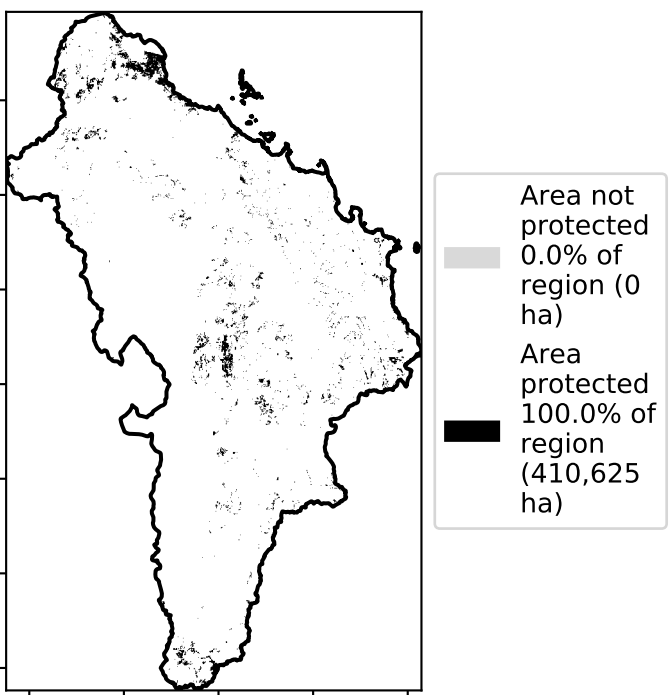 Area not
protected
0.0% of
region (0
ha)
Area
protected
100.0% of
region
(410,625
ha)